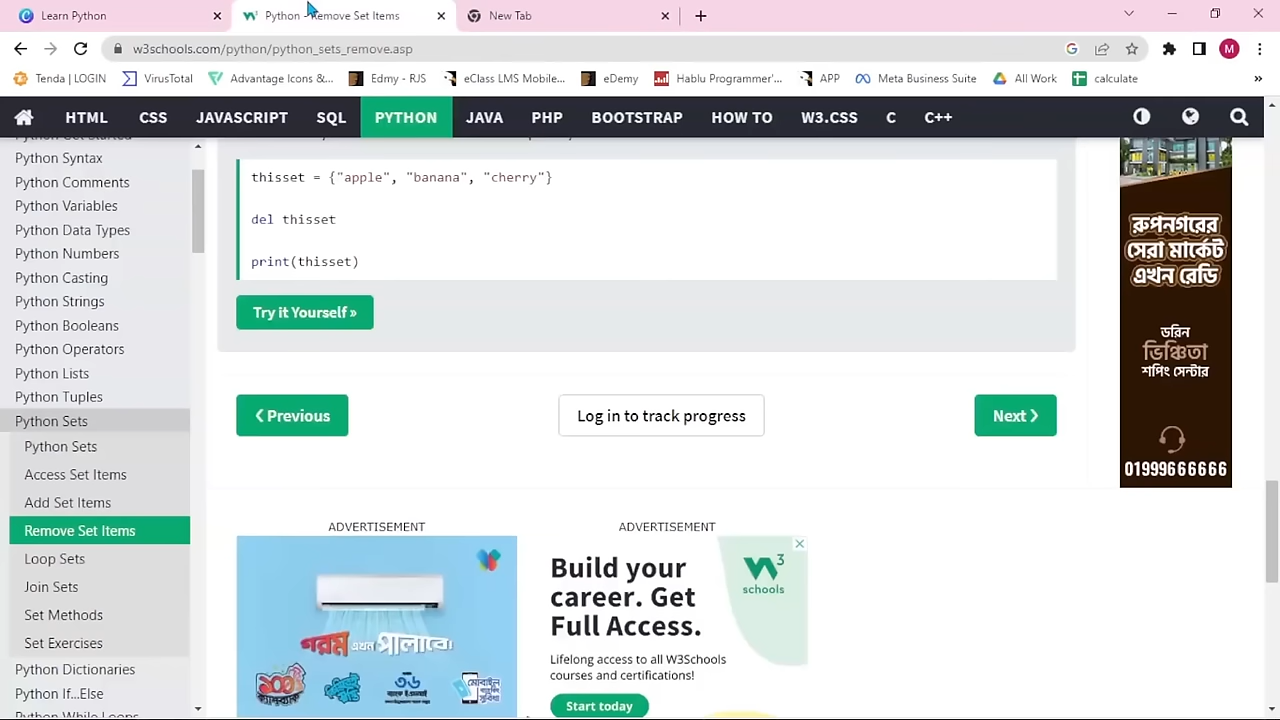 Learn Python
Python - Remove Set Items
New Tab
w3schools.com/python/python_sets_remove.asp
G
M
Tenda | LOGIN
VirusTotal
Advantage Icons &...
Edmy - RJS
eClass LMS Mobile...
eDemy
Hablu Programmer'...
APP
Meta Business Suite
All Work
calculate
»
HTML
CSS
JAVASCRIPT
SQL
PYTHON
JAVA
PHP
BOOTSTRAP
HOW TO
W3.CSS
C
C++
Python Syntax
Python Comments
Python Variables
Python Data Types
Python Numbers
Python Casting
Python Strings
Python Booleans
Python Operators
Python Lists
Python Tuples
Python Sets
Python Sets
Access Set Items
Add Set Items
Remove Set Items
Loop Sets
Join Sets
Set Methods
Set Exercises
Python Dictionaries
Python If...Else
Python While Loops
thisset = {"apple", "banana", "cherry"}
del thisset
print(thisset)
Try it Yourself »
❮ Previous
Log in to track progress
Next ❯
ADVERTISEMENT
গরম এখন পালাবে!
ADVERTISEMENT
Build your
career. Get
Full Access.
W3
schools
Lifelong access to all W3Schools
courses and certifications!
Start today
রুপনগরের
সেরা মার্কেট
এখন রেডি
ডরিন
ভিঞ্চিতা
শপিং সেন্টার
01999666666